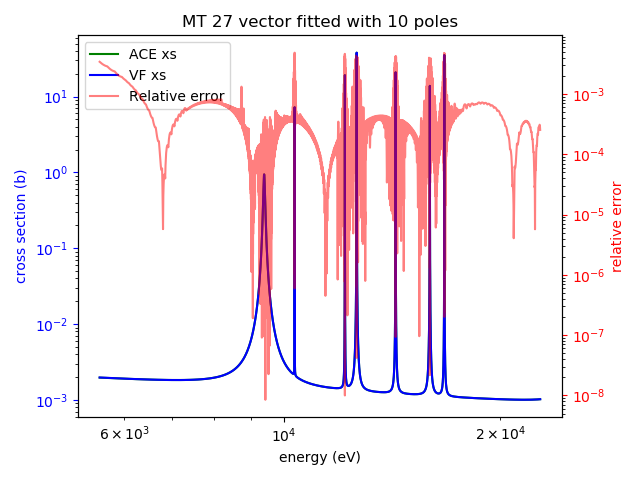 MT 27 vector fitted with 10 poles
ACE xs
VF xs
Relative error
10¹
10⁰
10⁻¹
10⁻²
10⁻³
cross section (b)
10⁻³
10⁻⁴
10⁻⁵
10⁻⁶
10⁻⁷
10⁻⁸
relative error
6 × 10³ 10⁴ 2 × 10⁴
energy (eV)